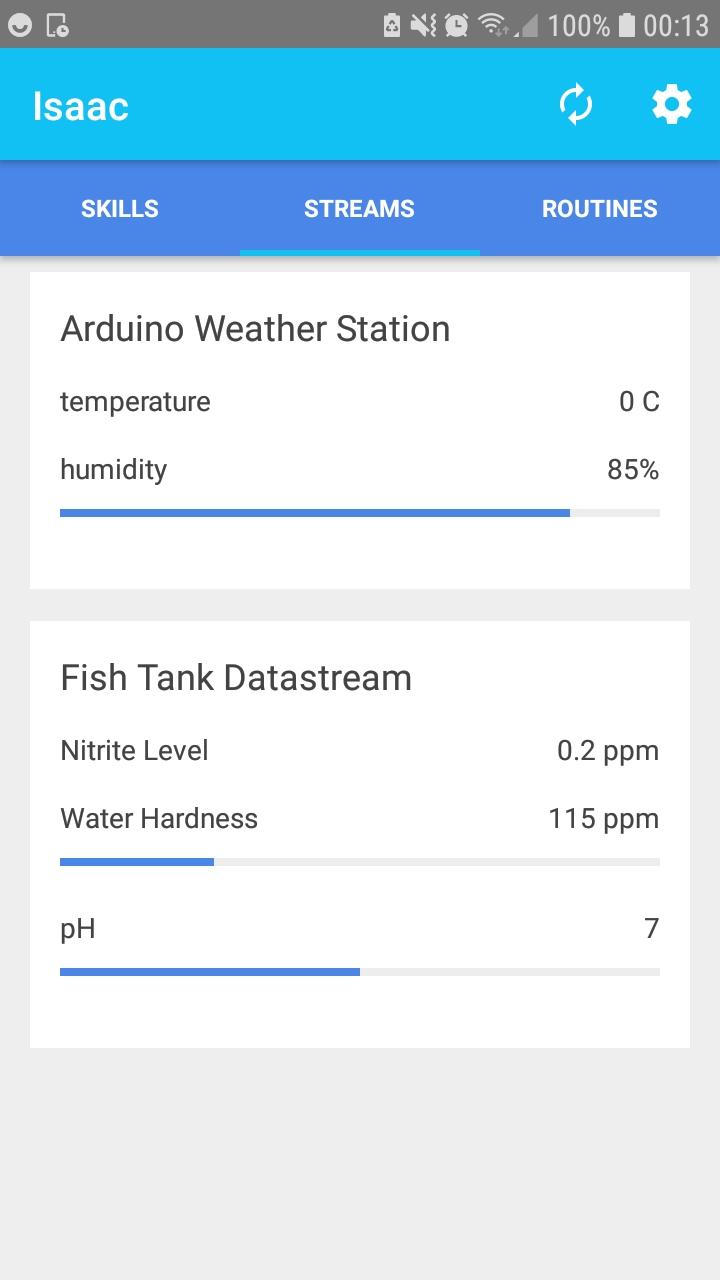 100% 00:13
Isaac
SKILLS STREAMS ROUTINES
Arduino Weather Station
temperature 0 C
humidity 85%
Fish Tank Datastream
Nitrite Level 0.2 ppm
Water Hardness 115 ppm
pH 7